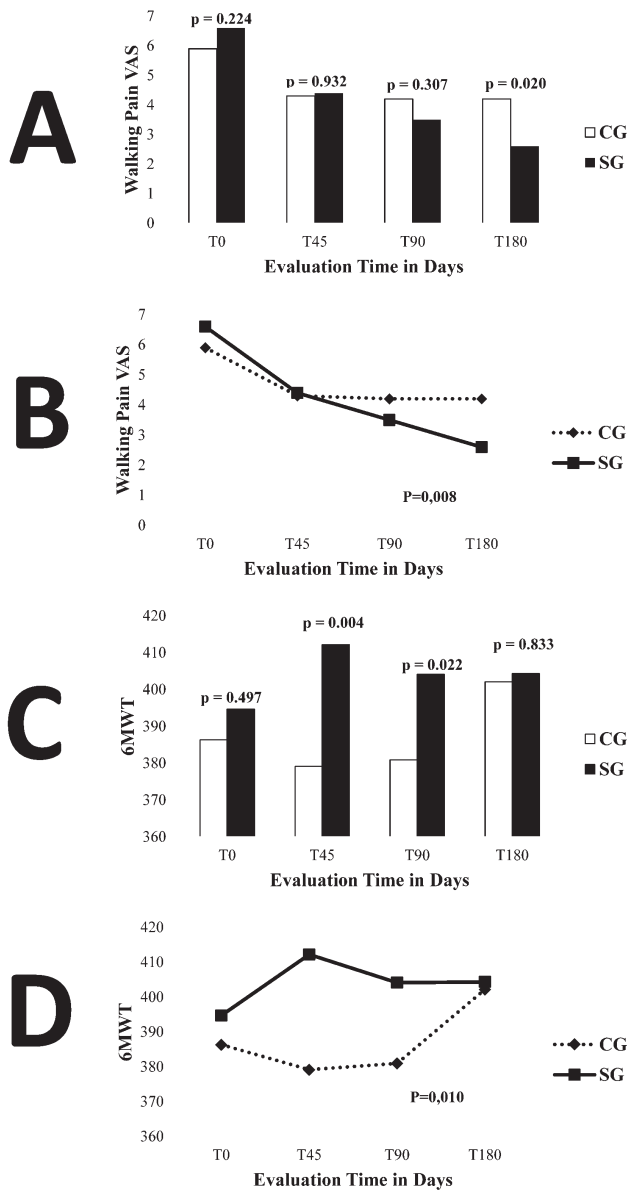 A
Walking Pain VAS
7
6
5
4
3
2
1
0
p = 0.224
p = 0.932
p = 0.307
p = 0.020
CG
SG
T0 T45 T90 T180
Evaluation Time in Days
B
Walking Pain VAS
7
6
5
4
3
2
1
0
CG
SG
P=0,008
T0 T45 T90 T180
Evaluation Time in Days
C
6MWT
420
410
400
390
380
370
360
p = 0.497
p = 0.004
p = 0.022
p = 0.833
CG
SG
T0 T45 T90 T180
Evaluation Time in Days
D
6MWT
420
410
400
390
380
370
360
CG
SG
P=0,010
T0 T45 T90 T180
Evaluation Time in Days